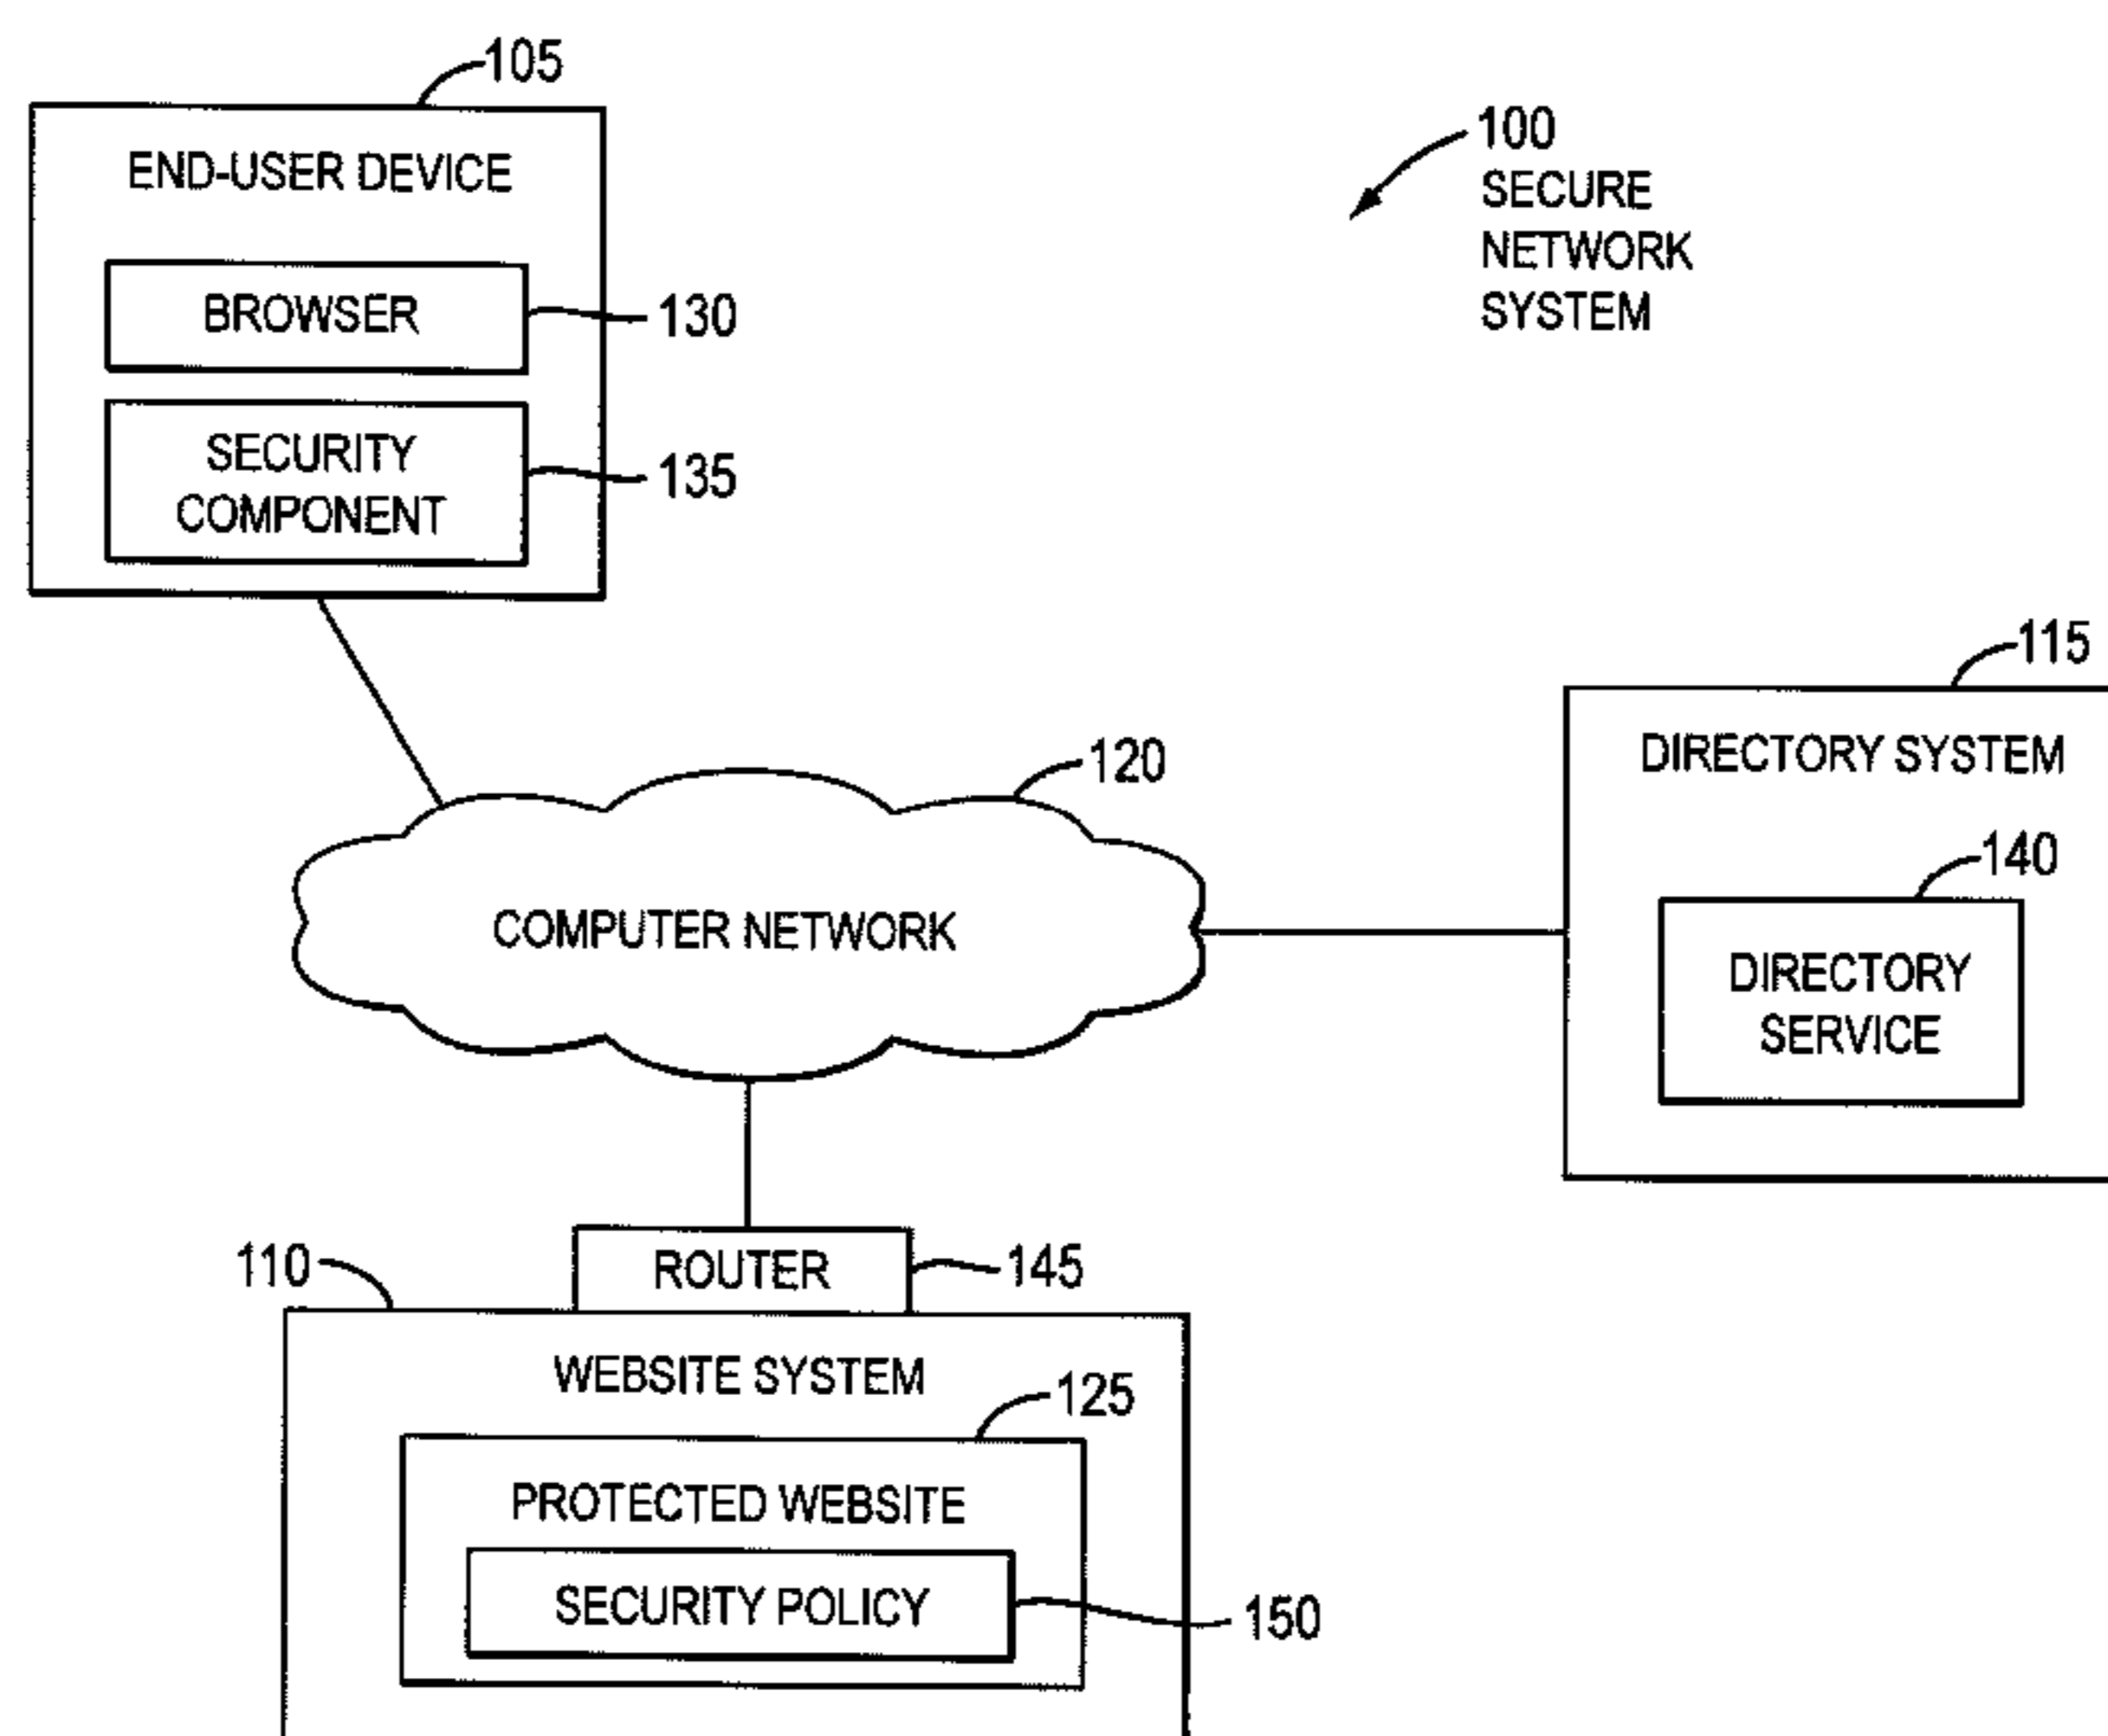 105
END-USER DEVICE
BROWSER
130
SECURITY
COMPONENT
135
100
SECURE
NETWORK
SYSTEM
115
DIRECTORY SYSTEM
140
DIRECTORY
SERVICE
120
COMPUTER NETWORK
ROUTER
145
110
WEBSITE SYSTEM
125
PROTECTED WEBSITE
SECURITY POLICY
150